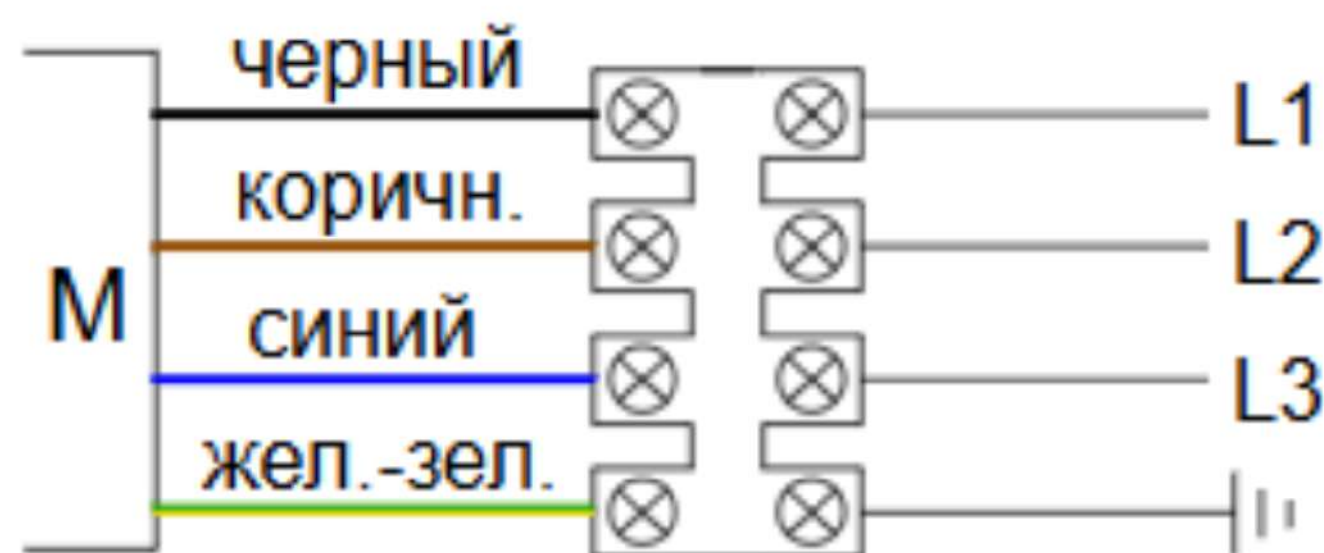 черный
L1
коричн.
L2
M
синий
L3
жел.-зел.